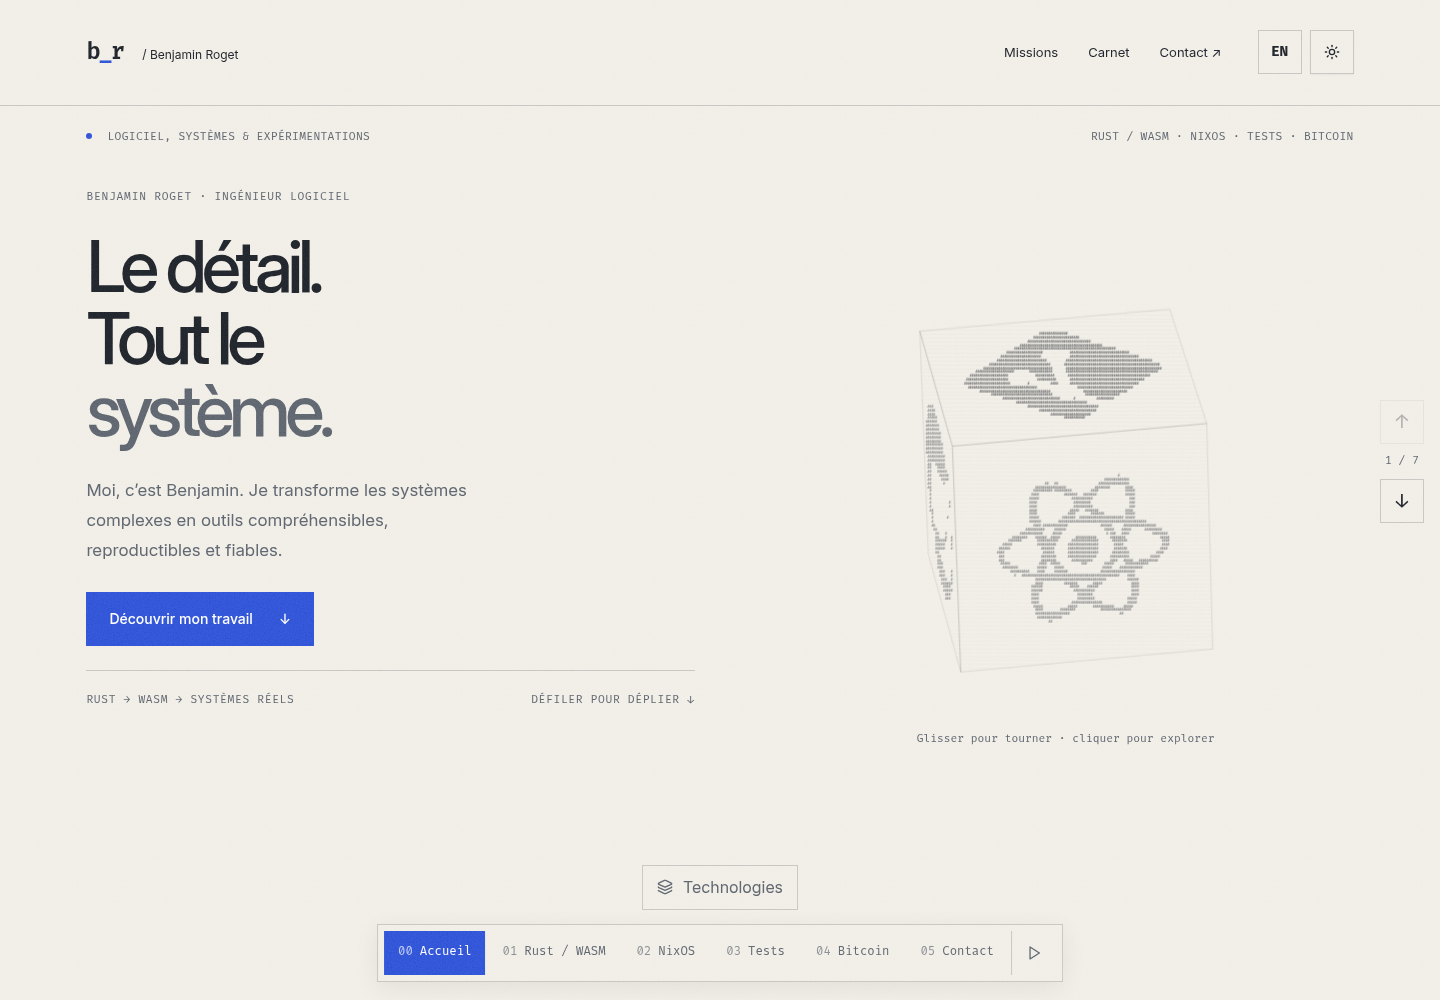 b_r / Benjamin Roget
Missions Carnet Contact ↗ EN
LOGICIEL, SYSTÈMES & EXPÉRIMENTATIONS
RUST / WASM · NIXOS · TESTS · BITCOIN
BENJAMIN ROGET · INGÉNIEUR LOGICIEL
Le détail.
Tout le
système.
Moi, c’est Benjamin. Je transforme les systèmes
complexes en outils compréhensibles,
reproductibles et fiables.
Découvrir mon travail ↓
RUST → WASM → SYSTÈMES RÉELS
DÉFILER POUR DÉPLIER ↓
Glisser pour tourner · cliquer pour explorer
1 / 7
Technologies
00 Accueil 01 Rust / WASM 02 NixOS 03 Tests 04 Bitcoin 05 Contact